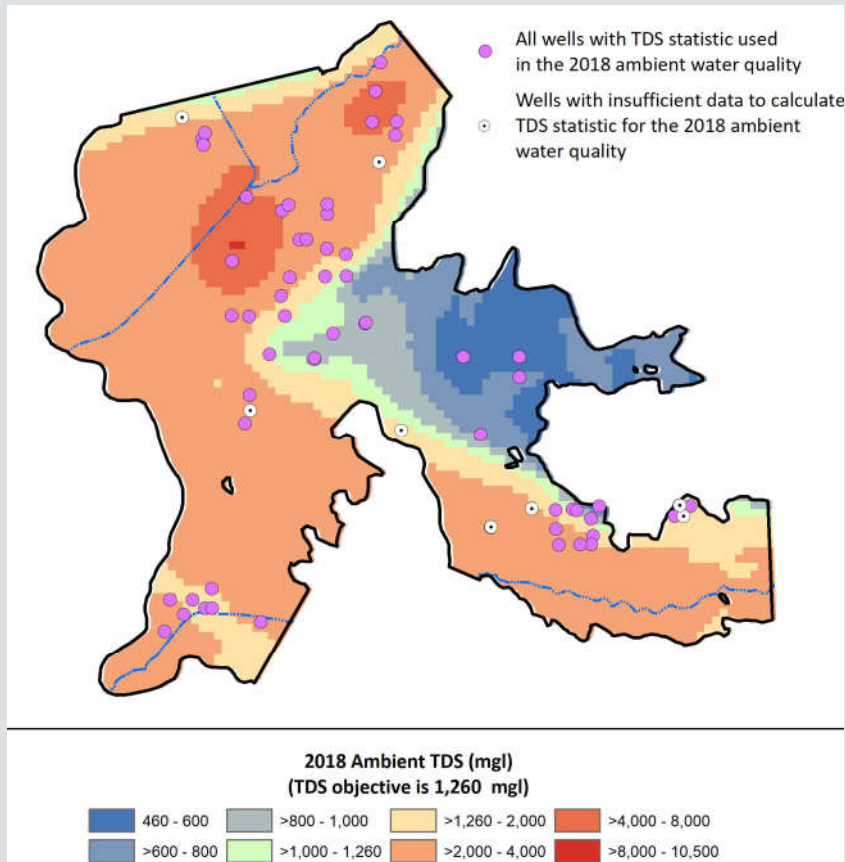 All wells with TDS statistic used
in the 2018 ambient water quality
Wells with insufficient data to calculate
TDS statistic for the 2018 ambient
water quality
2018 Ambient TDS (mgl)
(TDS objective is 1,260 mgl)
460 - 600 >800 - 1,000 >1,260 - 2,000 >4,000 - 8,000
>600 - 800 >1,000 - 1,260 >2,000 - 4,000 >8,000 - 10,500